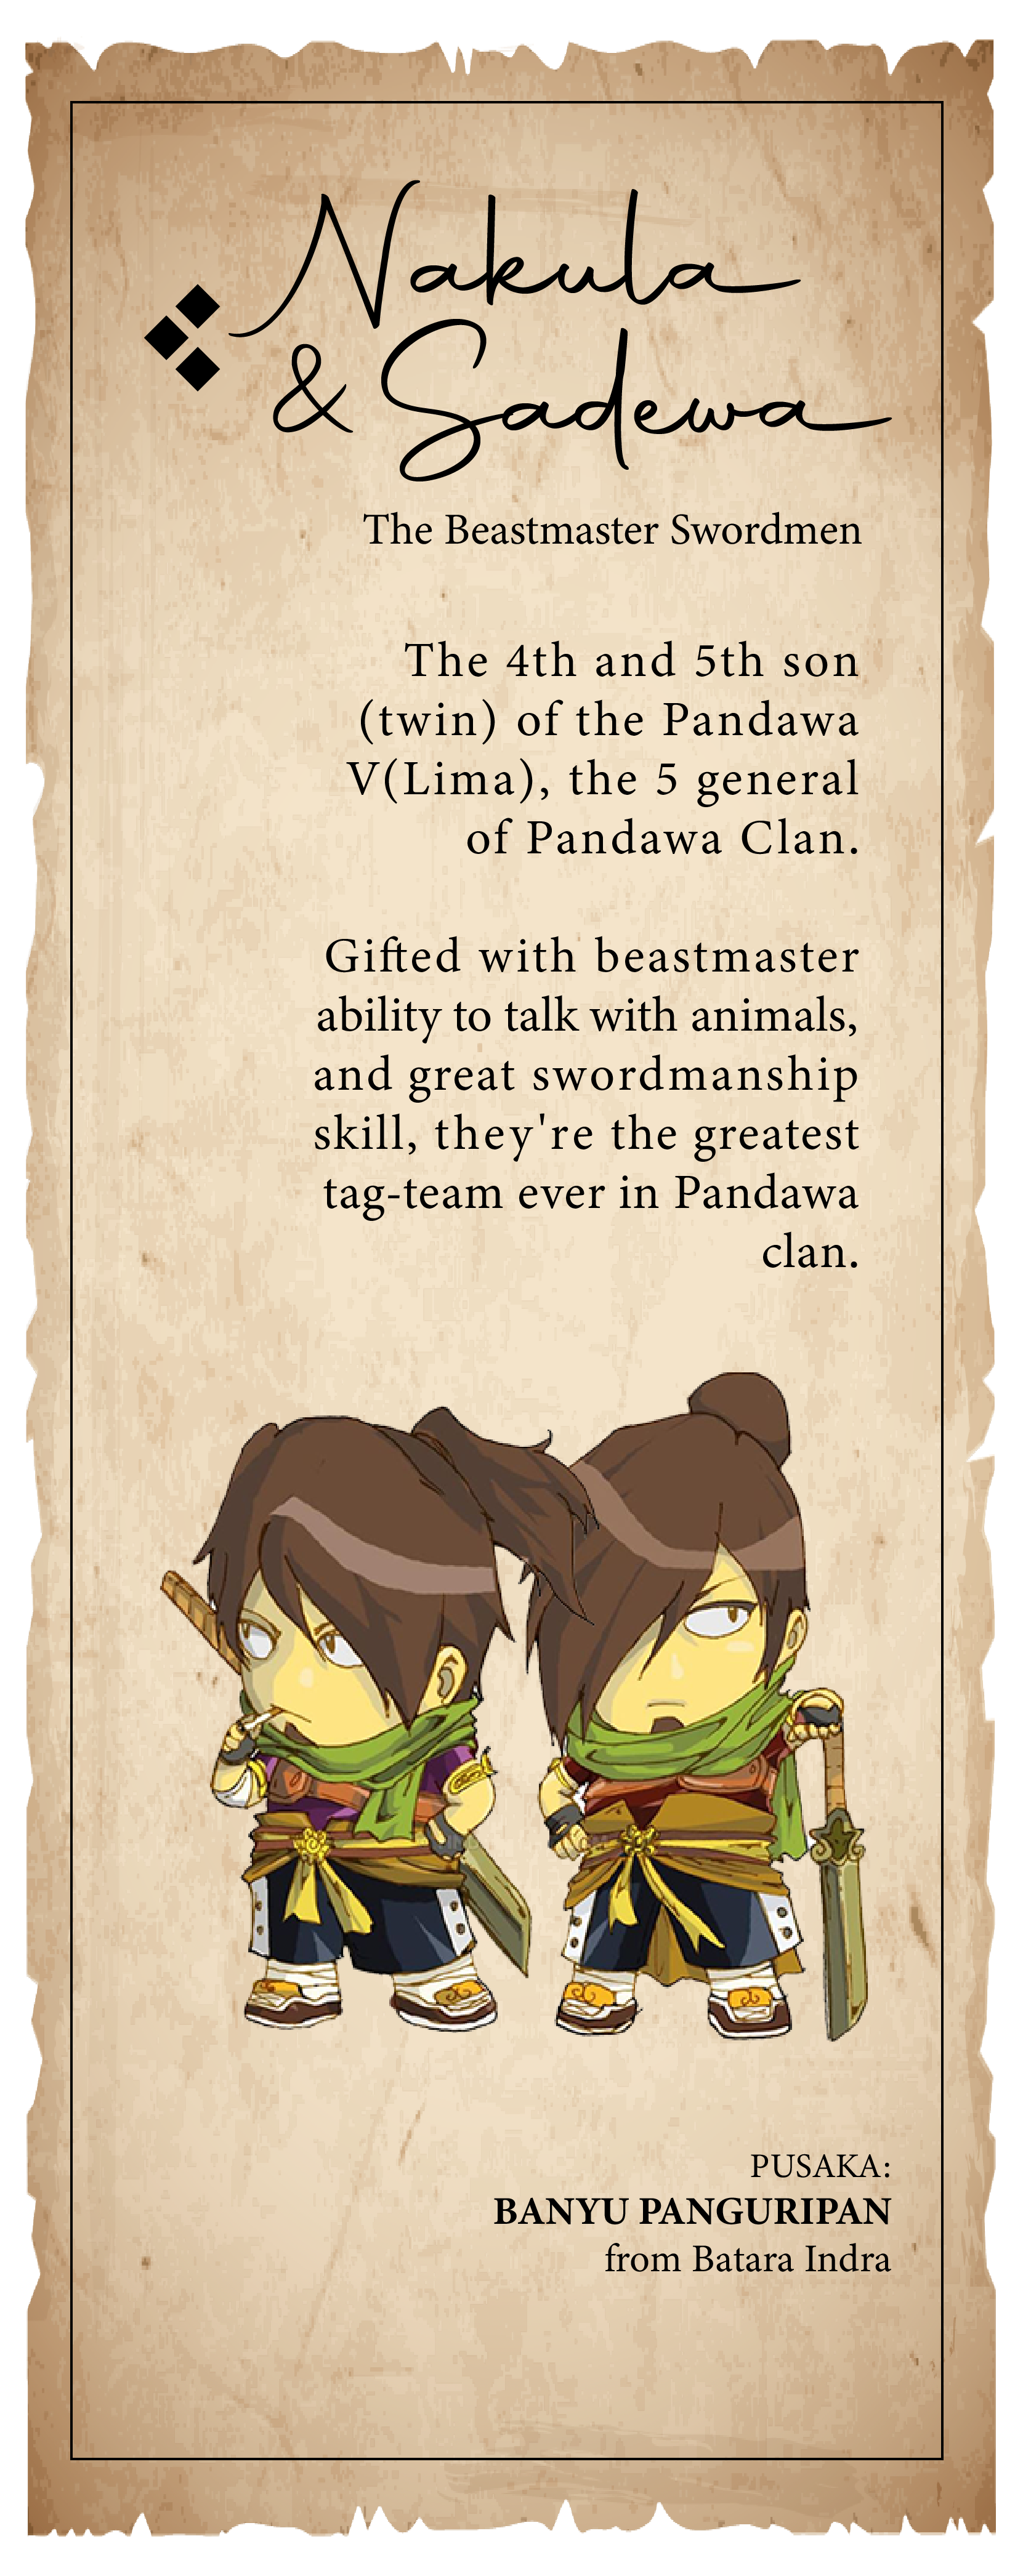 Nakula
& Sadewa
The Beastmaster Swordmen
The 4th and 5th son
(twin) of the Pandawa
V(Lima), the 5 general
of Pandawa Clan.
Gifted with beastmaster
ability to talk with animals,
and great swordmanship
skill, they're the greatest
tag-team ever in Pandawa
clan.
PUSAKA:
BANYU PANGURIPAN
from Batara Indra